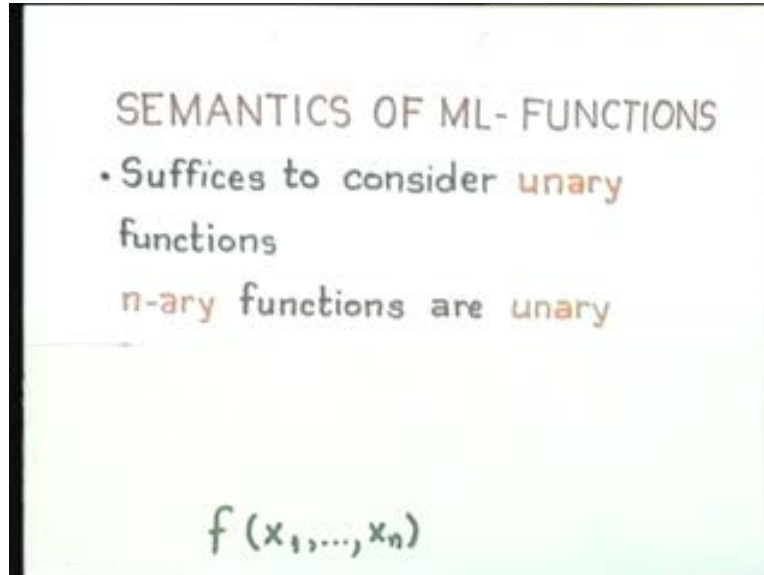 SEMANTICS OF ML- FUNCTIONS
• Suffices to consider unary
functions
n-ary functions are unary
f (x₁,...,xₙ)